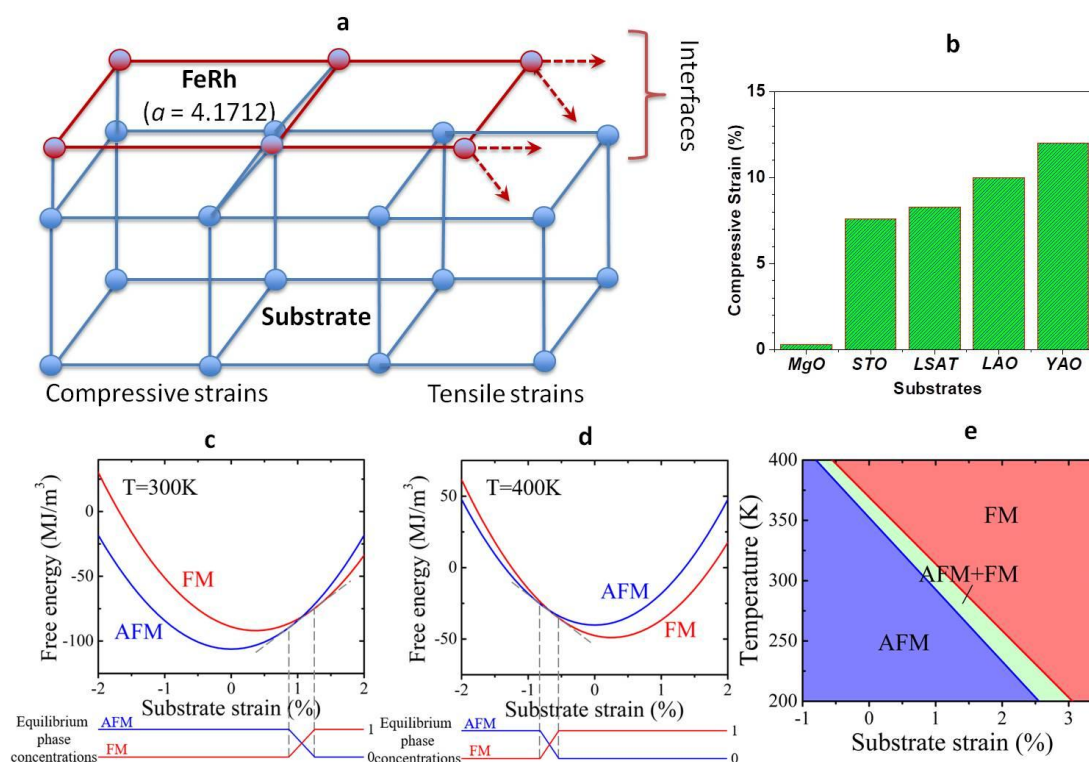 a
FeRh
(a = 4.1712)
Interfaces
Substrate
Compressive strains
Tensile strains
b
Compressive Strain (%)
15
10
5
0
MgO STO LSAT LAO YAO
Substrates
c
T=300K
Free energy (MJ/m³)
0
-50
-100
FM
AFM
-2 -1 0 1 2
Substrate strain (%)
Equilibrium
phase
concentrations
AFM
FM
1
0
d
T=400K
Free energy (MJ/m³)
50
0
-50
AFM
FM
-2 -1 0 1 2
Substrate strain (%)
Equilibrium
phase
concentrations
AFM
FM
1
0
e
Temperature (K)
400
350
300
250
200
FM
AFM+FM
AFM
-1 0 1 2 3
Substrate strain (%)